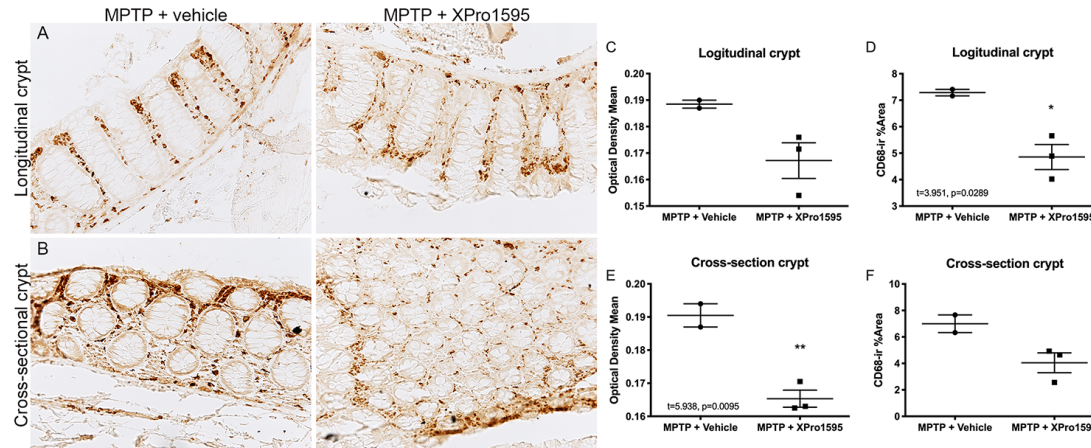 MPTP + vehicle
MPTP + XPro1595
A
Longitudinal crypt
B
Cross-sectional crypt
C
Logitudinal crypt
Optical Density Mean
0.20
0.19
0.18
0.17
0.16
0.15
MPTP + Vehicle
MPTP + XPro1595
D
Logitudinal crypt
CD68-ir %Area
8
7
6
5
4
3
*
t=3.951, p=0.0289
MPTP + Vehicle
MPTP + XPro1595
E
Cross-section crypt
Optical Density Mean
0.20
0.19
0.18
0.17
0.16
**
t=5.938, p=0.0095
MPTP + Vehicle
MPTP + XPro1595
F
Cross-section crypt
CD68-ir %Area
10
8
6
4
2
0
MPTP + Vehicle
MPTP + XPro1595